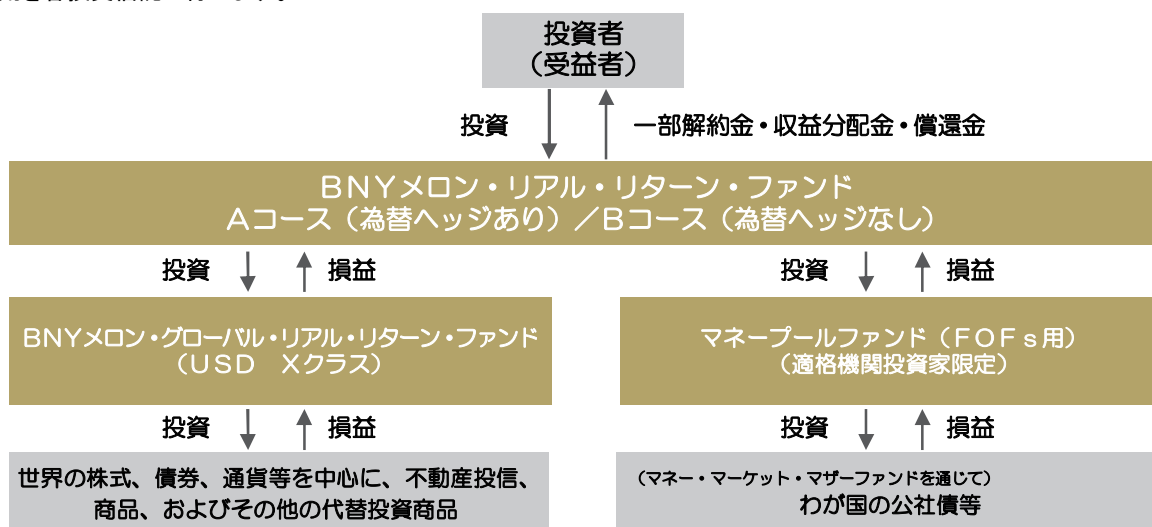 投資者
（受益者）
投資
一部解約金・収益分配金・償還金
ＢＮＹメロン・リアル・リターン・ファンド
Ａコース（為替ヘッジあり）／Ｂコース（為替ヘッジなし）
投資
損益
投資
損益
ＢＮＹメロン・グローバル・リアル・リターン・ファンド
（ＵＳＤ　Ｘクラス）
マネープールファンド（ＦＯＦｓ用）
（適格機関投資家限定）
投資
損益
投資
損益
世界の株式、債券、通貨等を中心に、不動産投信、
商品、およびその他の代替投資商品
（マネー・マーケット・マザーファンドを通じて）
わが国の公社債等